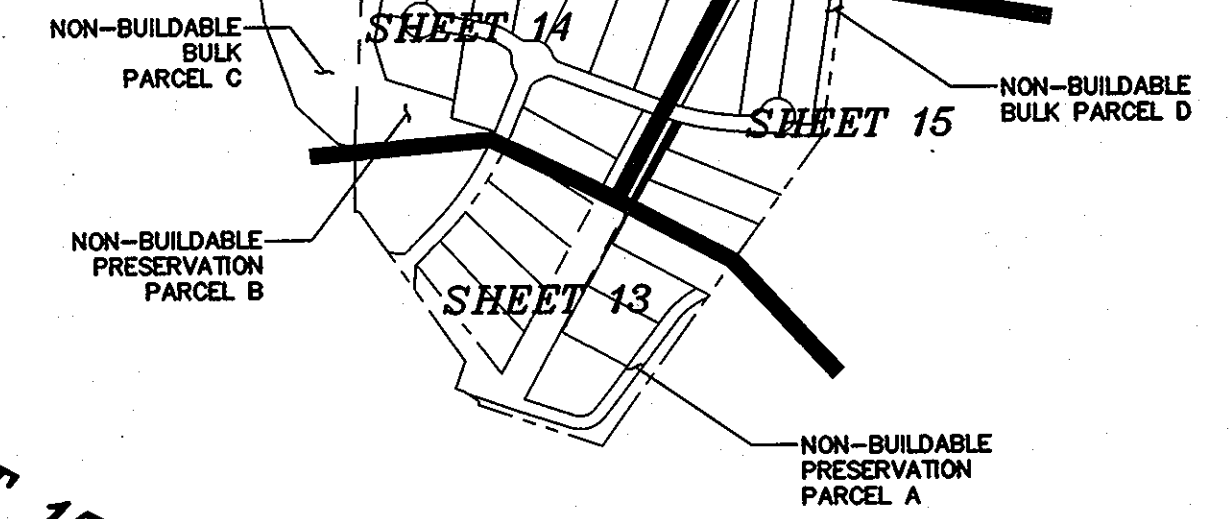 NON-BUILDABLE
BULK
PARCEL C
SHEET 14
NON-BUILDABLE
BULK PARCEL D
SHEET 15
NON-BUILDABLE
PRESERVATION
PARCEL B
SHEET 13
NON-BUILDABLE
PRESERVATION
PARCEL A